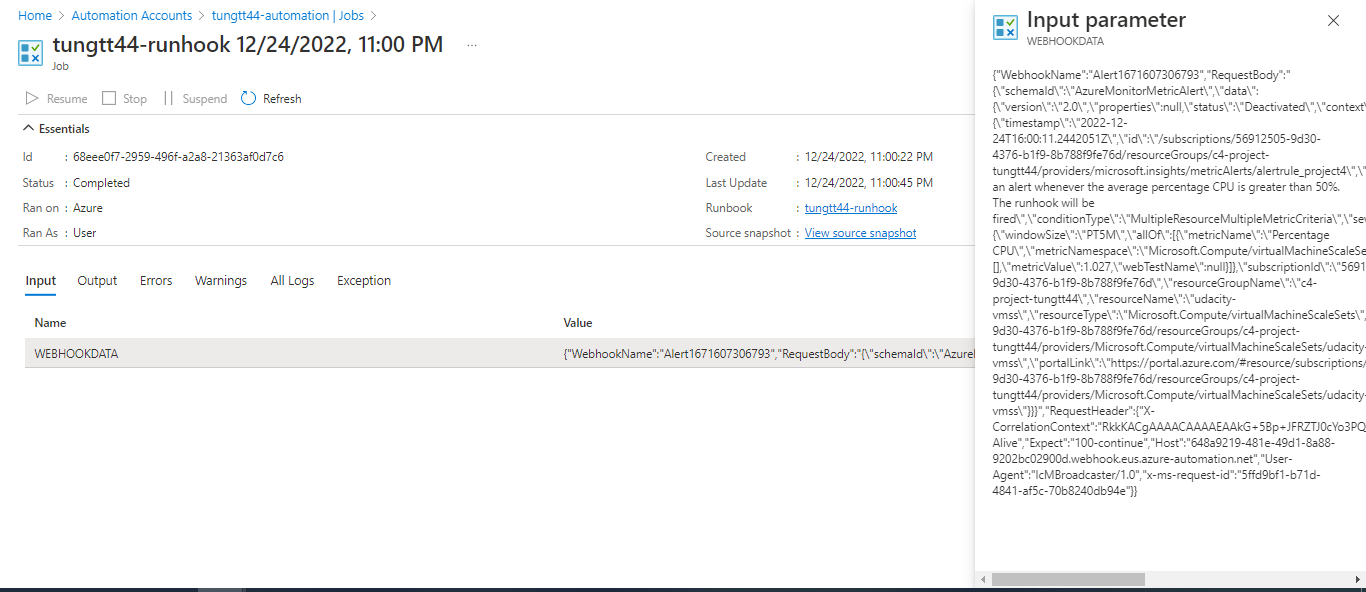 Home > Automation Accounts > tungtt44-automation | Jobs >
tungtt44-runhook 12/24/2022, 11:00 PM ...
Job
Resume Stop Suspend Refresh
Essentials
Id : 68eee0f7-2959-496f-a2a8-21363af0d7c6
Status : Completed
Ran on : Azure
Ran As : User
Created : 12/24/2022, 11:00:22 PM
Last Update : 12/24/2022, 11:00:45 PM
Runbook : tungtt44-runhook
Source snapshot : View source snapshot
Input Output Errors Warnings All Logs Exception
Name Value
WEBHOOKDATA {"WebhookName":"Alert1671607306793","RequestBody":"{\"schemaId\":\"Azurel
Input parameter
WEBHOOKDATA
{"WebhookName":"Alert1671607306793","RequestBody":"
{\"schemaId\":\"AzureMonitorMetricAlert\",\"data\":
{\"version\":\"2.0\",\"properties\":null,\"status\":\"Deactivated\",\"context\
{\"timestamp\":\"2022-12-
24T16:00:11.2442051Z\",\"id\":\"/subscriptions/56912505-9d30-
4376-b1f9-8b788f9fe76d/resourceGroups/c4-project-
tungtt44/providers/microsoft.insights/metricAlerts/alertrule_project4\",\"
an alert whenever the average percentage CPU is greater than 50%.
The runhook will be
fired\",\"conditionType\":\"MultipleResourceMultipleMetricCriteria\",\"sev
{\"windowSize\":\"PT5M\",\"allOf\":[{\"metricName\":\"Percentage
CPU\",\"metricNamespace\":\"Microsoft.Compute/virtualMachineScaleSe
[],\"metricValue\":1.027,\"webTestName\":null}]},\"subscriptionId\":\"5691
9d30-4376-b1f9-8b788f9fe76d\",\"resourceGroupName\":\"c4-
project-tungtt44\",\"resourceName\":\"udacity-
vmss\",\"resourceType\":\"Microsoft.Compute/virtualMachineScaleSets\",
9d30-4376-b1f9-8b788f9fe76d/resourceGroups/c4-project-
tungtt44/providers/Microsoft.Compute/virtualMachineScaleSets/udacity-
vmss\",\"portalLink\":\"https://portal.azure.com/#resource/subscriptions/
9d30-4376-b1f9-8b788f9fe76d/resourceGroups/c4-project-
tungtt44/providers/Microsoft.Compute/virtualMachineScaleSets/udacity-
vmss\"}}}","RequestHeader":{"X-
CorrelationContext":"RkkKACgAAAACAAAAEAAkG+5Bp+JFRZTJ0cYo3PQ
Alive","Expect":"100-continue","Host":"648a9219-481e-49d1-8a88-
9202bc02900d.webhook.eus.azure-automation.net","User-
Agent":"IcMBroadcaster/1.0","x-ms-request-id":"5ffd9bf1-b71d-
4841-af5c-70b8240db94e"}}